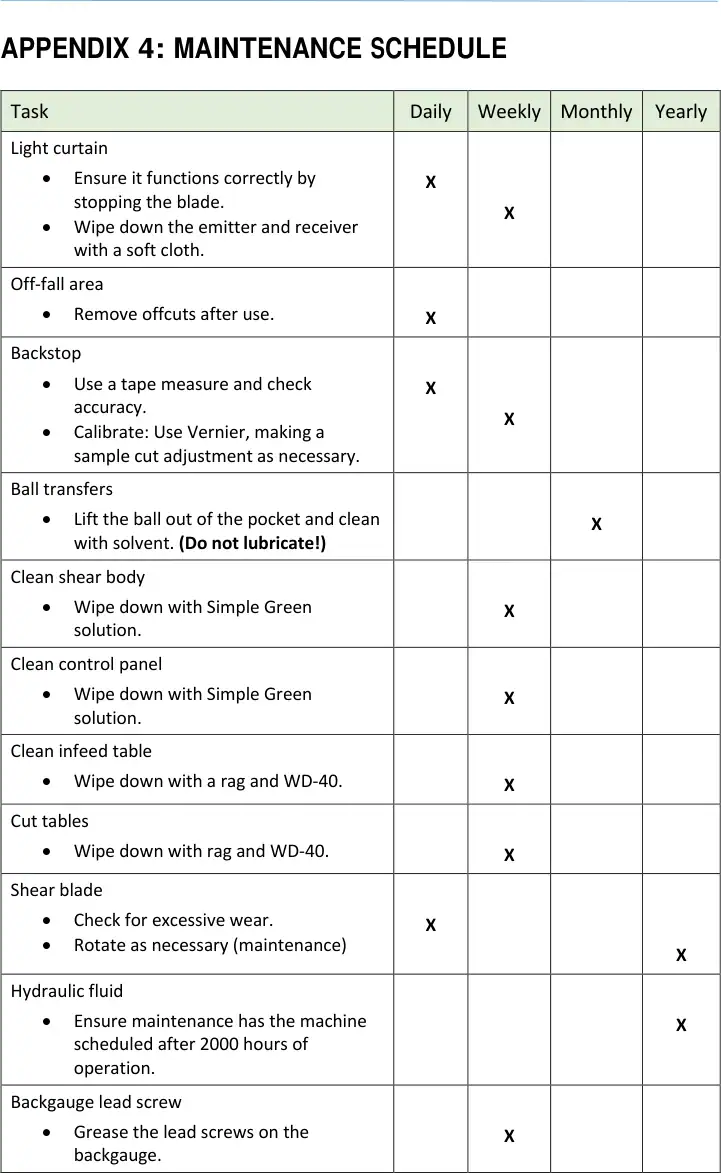 APPENDIX 4: MAINTENANCE SCHEDULE
Task Daily Weekly Monthly Yearly
Light curtain
• Ensure it functions correctly by
stopping the blade.
X
• Wipe down the emitter and receiver
with a soft cloth.
X
Off-fall area
• Remove offcuts after use.
X
Backstop
• Use a tape measure and check
accuracy.
X
• Calibrate: Use Vernier, making a
sample cut adjustment as necessary.
X
Ball transfers
• Lift the ball out of the pocket and clean
with solvent. (Do not lubricate!)
X
Clean shear body
• Wipe down with Simple Green
solution.
X
Clean control panel
• Wipe down with Simple Green
solution.
X
Clean infeed table
• Wipe down with a rag and WD-40.
X
Cut tables
• Wipe down with rag and WD-40.
X
Shear blade
• Check for excessive wear.
X
• Rotate as necessary (maintenance)
X
Hydraulic fluid
• Ensure maintenance has the machine
scheduled after 2000 hours of
operation.
X
Backgauge lead screw
• Grease the lead screws on the
backgauge.
X